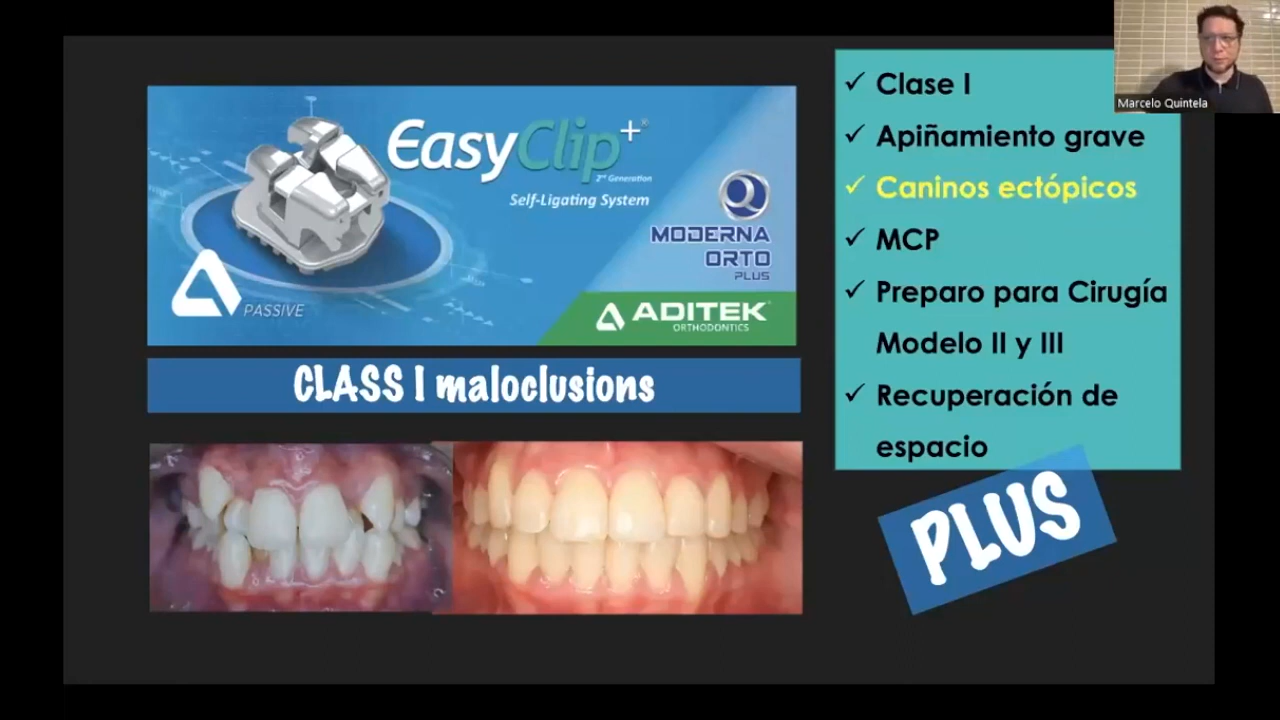 EasyClip+®
2nd Generation
Self-Ligating System
MODERNA
ORTO
PLUS
PASSIVE
ADITEK®
ORTHODONTICS
CLASS I maloclusions
✓ Clase I
✓ Apiñamiento grave
✓ Caninos ectópicos
✓ MCP
✓ Preparo para Cirugía
Modelo II y III
✓ Recuperación de
espacio
PLUS
Marcelo Quintela